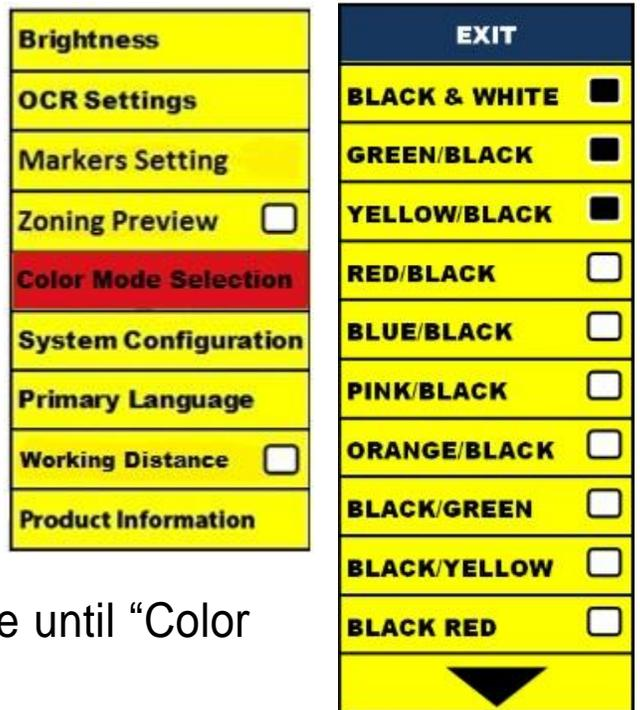 Brightness
OCR Settings
Markers Setting
Zoning Preview
Color Mode Selection
System Configuration
Primary Language
Working Distance
Product Information
EXIT
BLACK & WHITE
GREEN/BLACK
YELLOW/BLACK
RED/BLACK
BLUE/BLACK
PINK/BLACK
ORANGE/BLACK
BLACK/GREEN
BLACK/YELLOW
BLACK RED
e until “Color